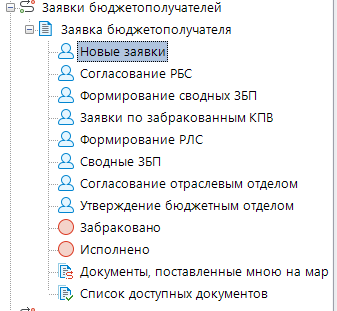 Заявки бюджетополучателей
Заявка бюджетополучателя
Новые заявки
Согласование РБС
Формирование сводных ЗБП
Заявки по забракованным КПВ
Формирование РЛС
Сводные ЗБП
Согласование отраслевым отделом
Утверждение бюджетным отделом
Забраковано
Исполнено
Документы, поставленные мною на мар
Список доступных документов